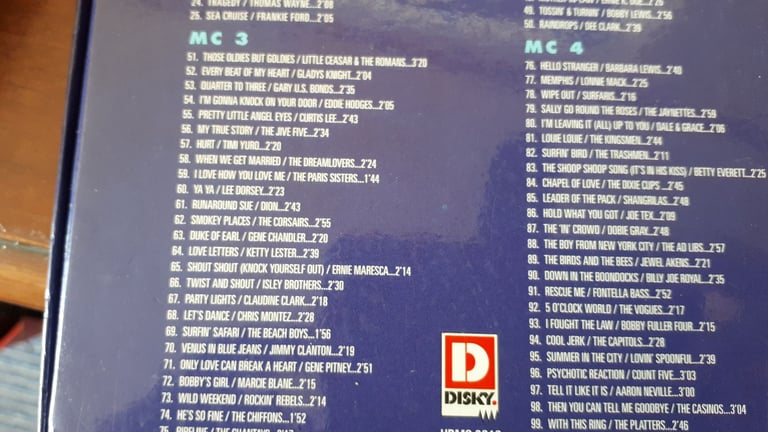 24. TRAGEDY / THOMAS WAYNE...2'08
25. SEA CRUISE / FRANKIE FORD...2'05
MC 3
51. THOSE OLDIES BUT GOLDIES / LITTLE CEASAR & THE ROMANS...3'20
52. EVERY BEAT OF MY HEART / GLADYS KNIGHT...2'04
53. QUARTER TO THREE / GARY U.S. BONDS...2'35
54. I'M GONNA KNOCK ON YOUR DOOR / EDDIE HODGES...2'05
55. PRETTY LITTLE ANGEL EYES / CURTIS LEE...2'43
56. MY TRUE STORY / THE JIVE FIVE...2'34
57. HURT / TIMI YURO...2'20
58. WHEN WE GET MARRIED / THE DREAMLOVERS...2'24
59. I LOVE HOW YOU LOVE ME / THE PARIS SISTERS...1'44
60. YA YA / LEE DORSEY...2'23
61. RUNAROUND SUE / DION...2'43
62. SMOKEY PLACES / THE CORSAIRS...2'55
63. DUKE OF EARL / GENE CHANDLER...2'20
64. LOVE LETTERS / KETTY LESTER...2'39
65. SHOUT SHOUT (KNOCK YOURSELF OUT) / ERNIE MARESCA...2'14
66. TWIST AND SHOUT / ISLEY BROTHERS...2'30
67. PARTY LIGHTS / CLAUDINE CLARK...2'18
68. LET'S DANCE / CHRIS MONTEZ...2'28
69. SURFIN' SAFARI / THE BEACH BOYS...1'56
70. VENUS IN BLUE JEANS / JIMMY CLANTON...2'19
71. ONLY LOVE CAN BREAK A HEART / GENE PITNEY...2'51
72. BOBBY'S GIRL / MARCIE BLANE...2'15
73. WILD WEEKEND / ROCKIN' REBELS...2'14
74. HE'S SO FINE / THE CHIFFONS...1'52
75. PIPELINE / THE CHANTAYS
49. TOSSIN' & TURNIN' / BOBBY LEWIS...2'56
50. RAINDROPS / DEE CLARK...2'39
MC 4
76. HELLO STRANGER / BARBARA LEWIS...2'40
77. MEMPHIS / LONNIE MACK...2'25
78. WIPE OUT / SURFARIS...2'16
79. SALLY GO ROUND THE ROSES / THE JAYNETTES...2'59
80. I'M LEAVING IT (ALL) UP TO YOU / DALE & GRACE...2'06
81. LOUIE LOUIE / THE KINGSMEN...2'44
82. SURFIN' BIRD / THE TRASHMEN...2'11
83. THE SHOOP SHOOP SONG (IT'S IN HIS KISS) / BETTY EVERETT...2'25
84. CHAPEL OF LOVE / THE DIXIE CUPS ...2'45
85. LEADER OF THE PACK / SHANGRILAS...2'48
86. HOLD WHAT YOU GOT / JOE TEX...2'09
87. THE 'IN' CROWD / DOBIE GRAY...2'48
88. THE BOY FROM NEW YORK CITY / THE AD LIBS...2'57
89. THE BIRDS AND THE BEES / JEWEL AKENS...2'21
90. DOWN IN THE BOONDOCKS / BILLY JOE ROYAL...2'35
91. RESCUE ME / FONTELLA BASS...2'52
92. 5 O'CLOCK WORLD / THE VOGUES...2'17
93. I FOUGHT THE LAW / BOBBY FULLER FOUR...2'15
94. COOL JERK / THE CAPITOLS...2'28
95. SUMMER IN THE CITY / LOVIN' SPOONFUL...2'39
96. PSYCHOTIC REACTION / COUNT FIVE...3'03
97. TELL IT LIKE IT IS / AARON NEVILLE...3'00
98. THEN YOU CAN TELL ME GOODBYE / THE CASINOS...3'04
99. WITH THIS RING / THE PLATTERS...2'46
D
DISKY.